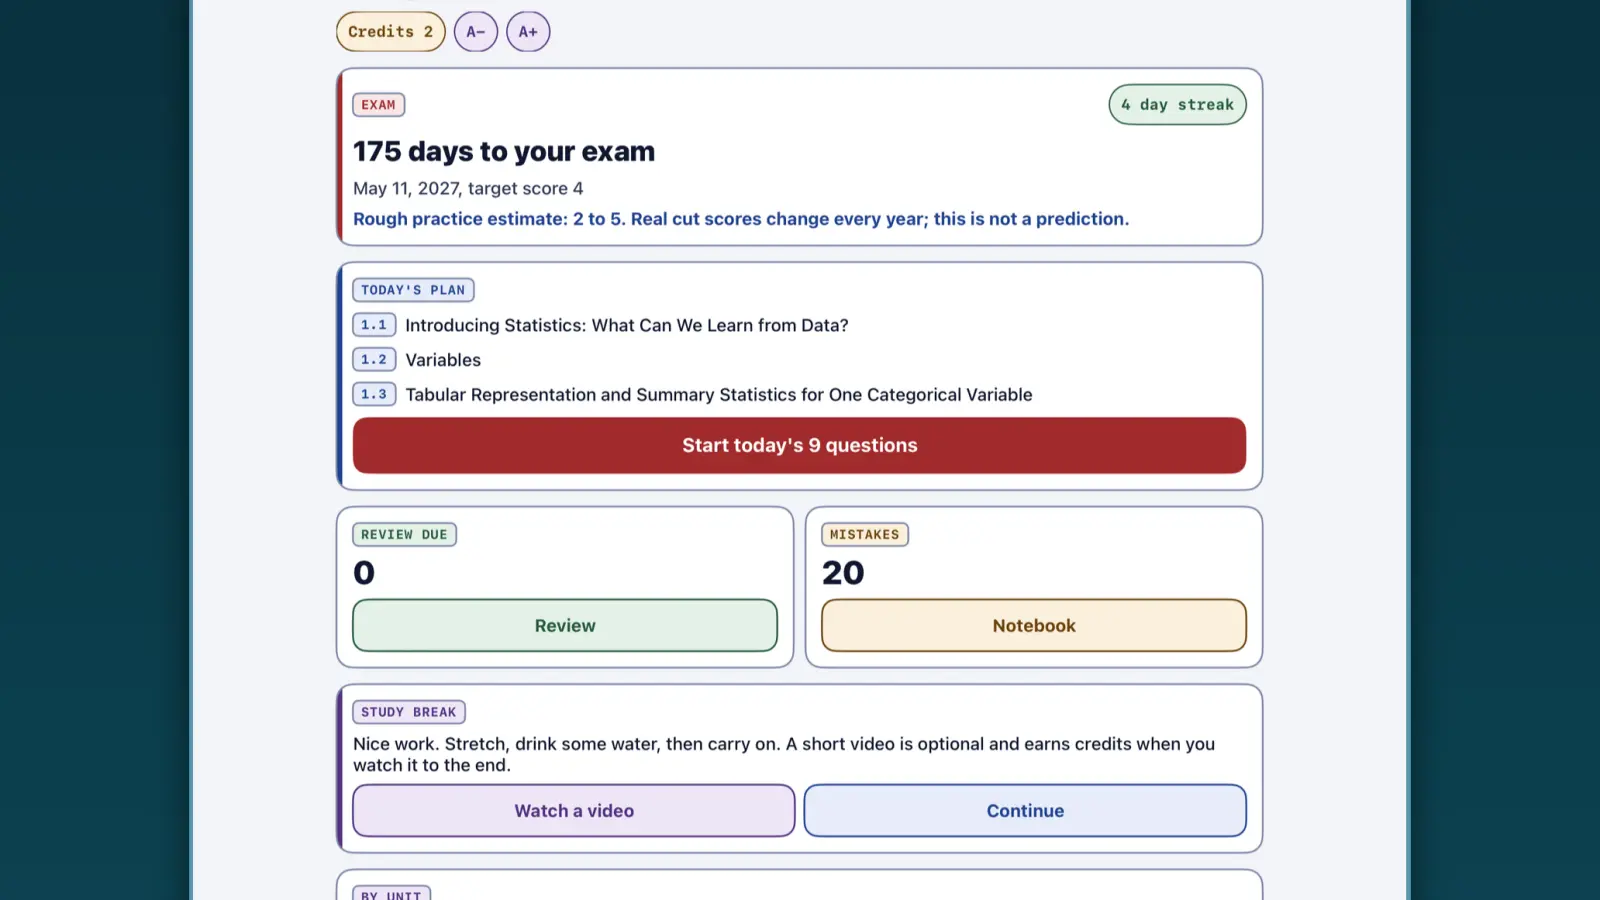 Credits 2
A−
A+
EXAM
4 day streak
175 days to your exam
May 11, 2027, target score 4
Rough practice estimate: 2 to 5. Real cut scores change every year; this is not a prediction.
TODAY'S PLAN
1.1 Introducing Statistics: What Can We Learn from Data?
1.2 Variables
1.3 Tabular Representation and Summary Statistics for One Categorical Variable
Start today's 9 questions
REVIEW DUE
0
Review
MISTAKES
20
Notebook
STUDY BREAK
Nice work. Stretch, drink some water, then carry on. A short video is optional and earns credits when you
watch it to the end.
Watch a video
Continue
BY UNIT